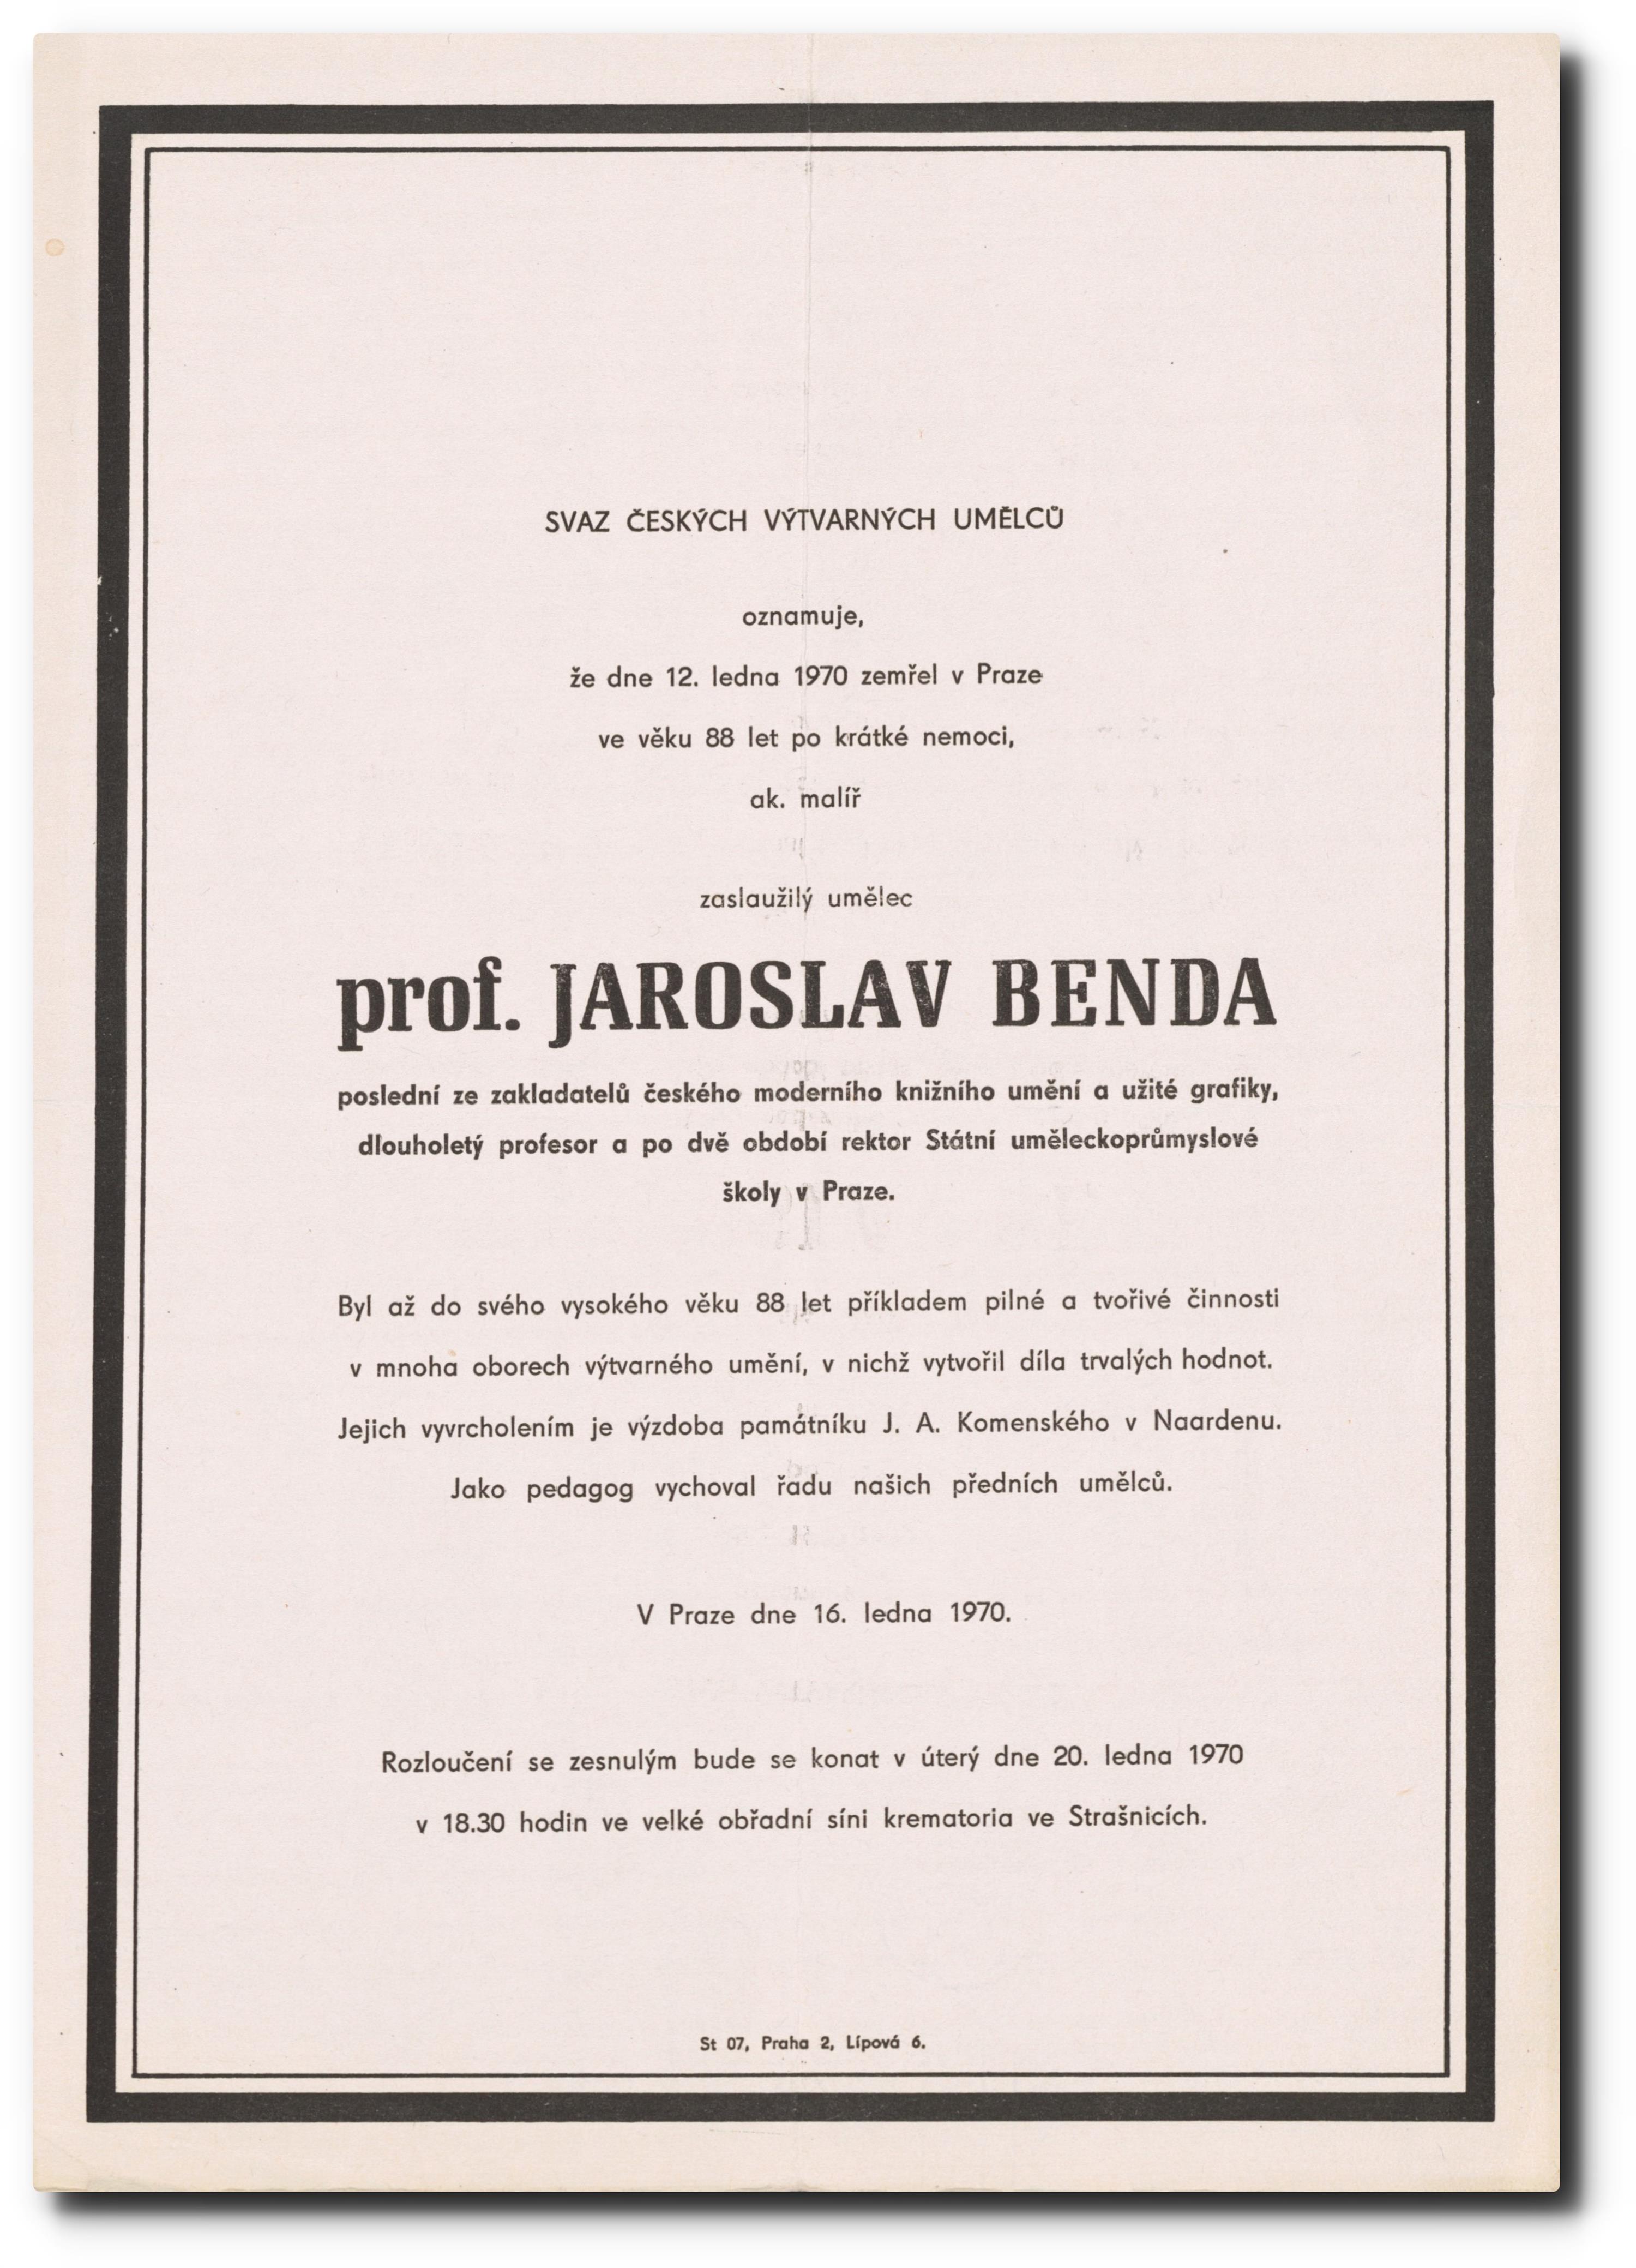 SVAZ ČESKÝCH VÝTVARNÝCH UMĚLCŮ
oznamuje,
že dne 12. ledna 1970 zemřel v Praze
ve věku 88 let po krátké nemoci,
ak. malíř
zaslaužilý umělec
prof. JAROSLAV BENDA
poslední ze zakladatelů českého moderního knižního umění a užité grafiky,
dlouholetý profesor a po dvě období rektor Státní uměleckoprůmyslové
školy v Praze.
Byl až do svého vysokého věku 88 let příkladem pilné a tvořivé činnosti
v mnoha oborech výtvarného umění, v nichž vytvořil díla trvalých hodnot.
Jejich vyvrcholením je výzdoba památníku J. A. Komenského v Naardenu.
Jako pedagog vychoval řadu našich předních umělců.
V Praze dne 16. ledna 1970.
Rozloučení se zesnulým bude se konat v úterý dne 20. ledna 1970
v 18.30 hodin ve velké obřadní síni krematoria ve Strašnicích.
St 07, Praha 2, Lípová 6.